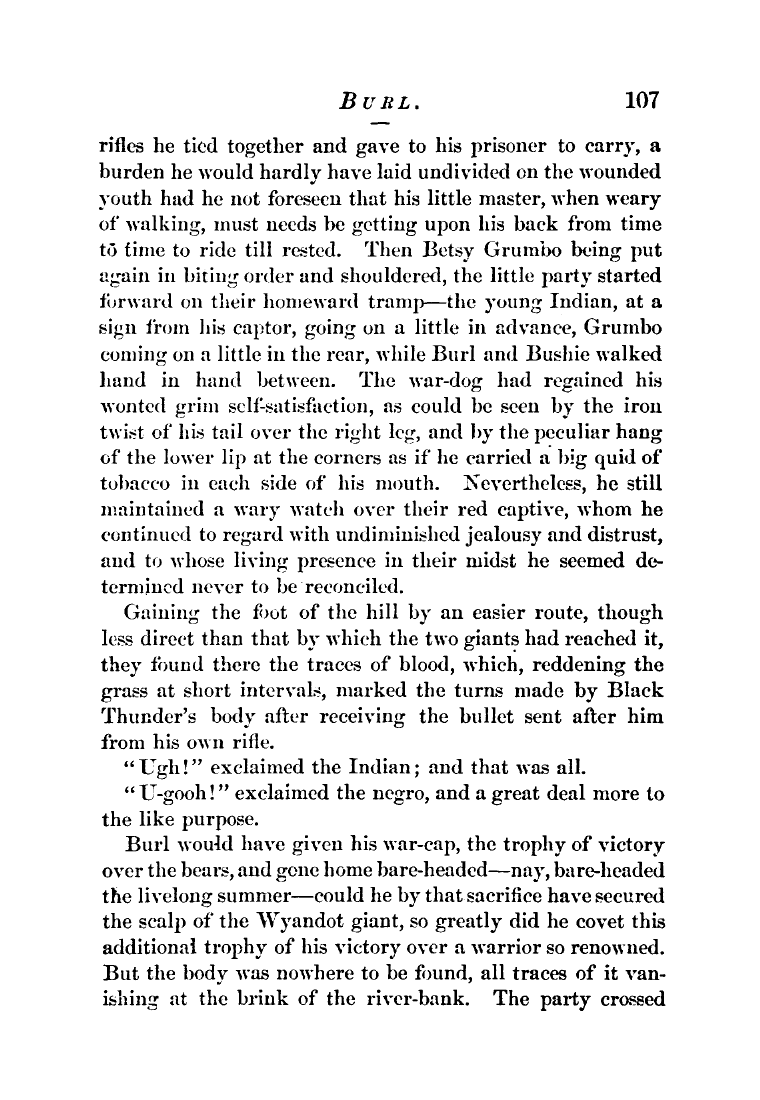 BURL. 107
rifles he tied together and gave to his prisoner to carry, a
burden he would hardly have laid undivided on the wounded
youth had he not foreseen that his little master, when weary
of walking, must needs be getting upon his back from time
to time to ride till rested. Then Betsy Grumbo being put
again in biting order and shouldered, the little party started
forward on their homeward tramp—the young Indian, at a
sign from his captor, going on a little in advance, Grumbo
coming on a little in the rear, while Burl and Bushie walked
hand in hand between. The war-dog had regained his
wonted grim self-satisfaction, as could be seen by the iron
twist of his tail over the right leg, and by the peculiar hang
of the lower lip at the corners as if he carried a big quid of
tobacco in each side of his mouth. Nevertheless, he still
maintained a wary watch over their red captive, whom he
continued to regard with undiminished jealousy and distrust,
and to whose living presence in their midst he seemed de-
termined never to be reconciled.
Gaining the foot of the hill by an easier route, though
less direct than that by which the two giants had reached it,
they found there the traces of blood, which, reddening the
grass at short intervals, marked the turns made by Black
Thunder's body after receiving the bullet sent after him
from his own rifle.
"Ugh!" exclaimed the Indian; and that was all.
"U-gooh!" exclaimed the negro, and a great deal more to
the like purpose.
Burl would have given his war-cap, the trophy of victory
over the bears, and gone home bare-headed—nay, bare-headed
the livelong summer—could he by that sacrifice have secured
the scalp of the Wyandot giant, so greatly did he covet this
additional trophy of his victory over a warrior so renowned.
But the body was nowhere to be found, all traces of it van-
ishing at the brink of the river-bank. The party crossed